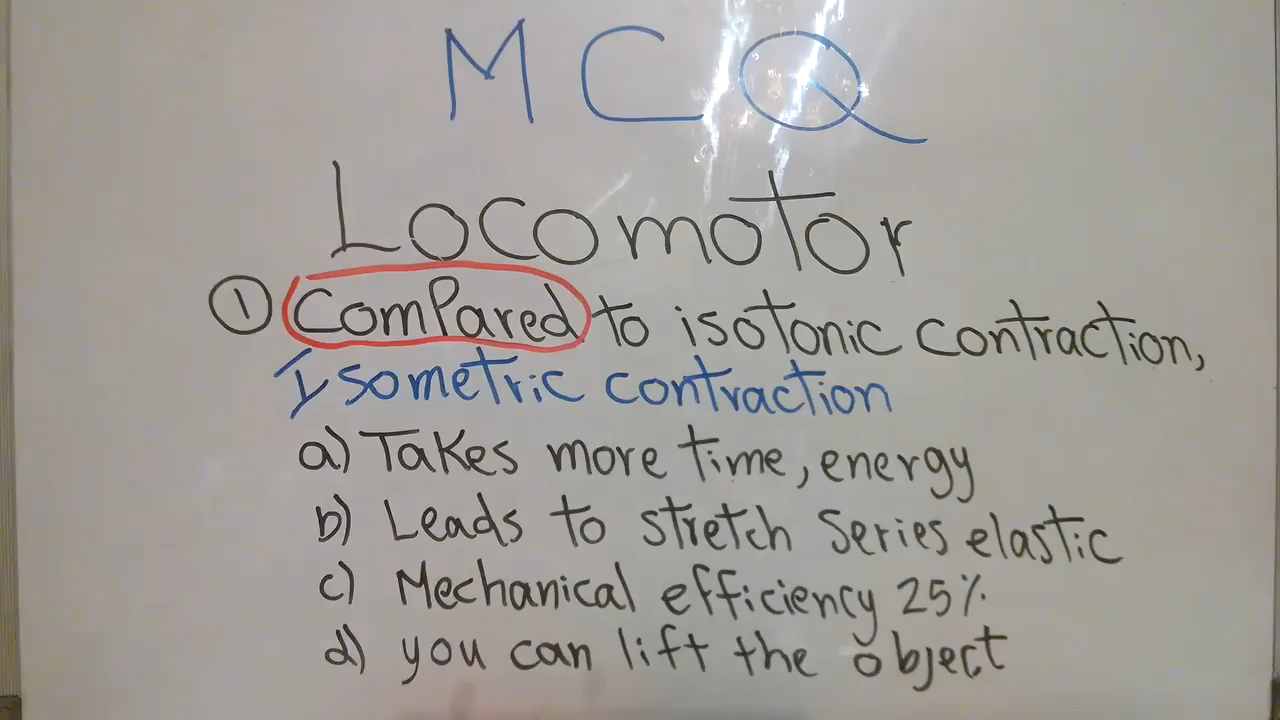 MCQ
Locomotor
① Compared to isotonic contraction,
Isometric contraction
a) Takes more time, energy
b) Leads to stretch series elastic
c) Mechanical efficiency 25%
d) you can lift the object